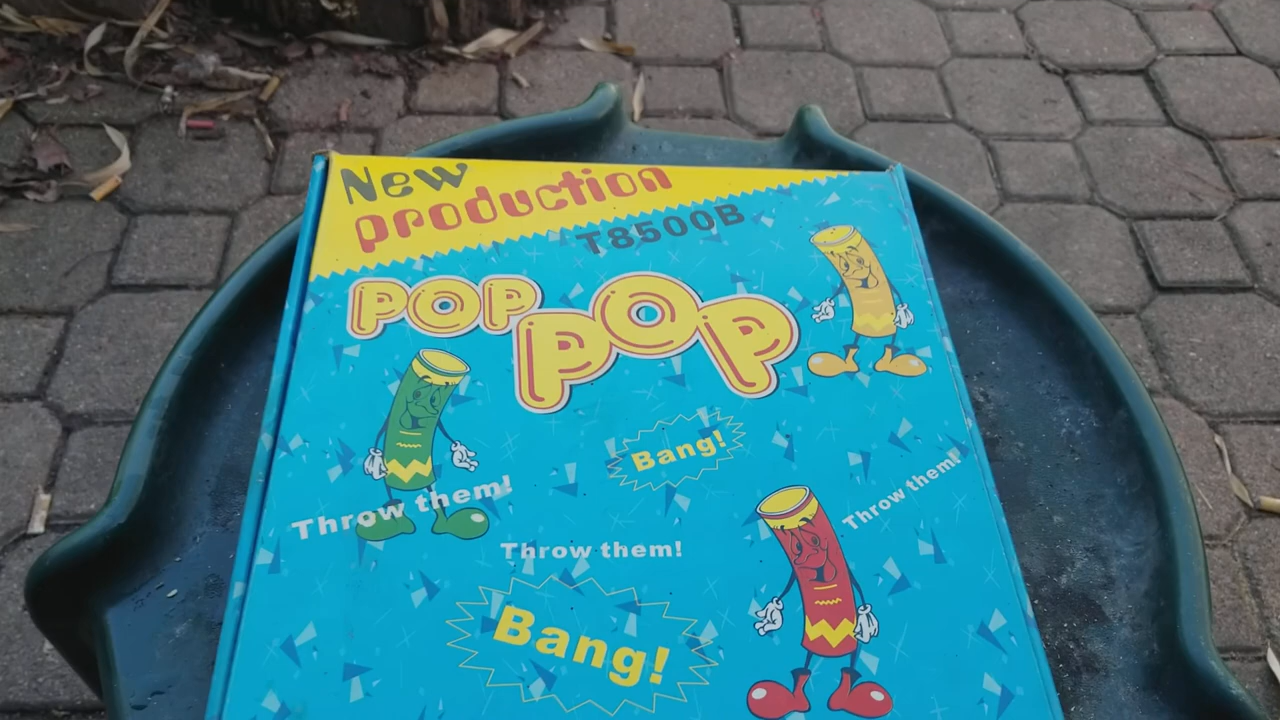 New
production
T8500B
POP
POP
Bang!
Throw them!
Throw them!
Throw them!
Bang!